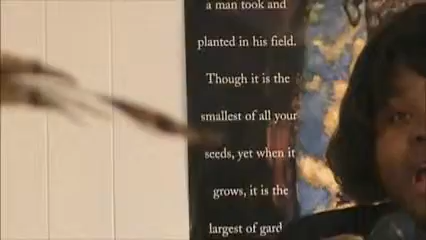 a man took and
planted in his field.
Though it is the
smallest of all your
seeds, yet when it
grows, it is the
largest of gard